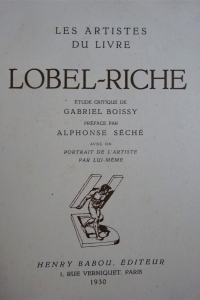 LES ARTISTES
DU LIVRE
LOBEL-RICHE
ÉTUDE CRITIQUE DE
GABRIEL BOISSY
PRÉFACE PAR
ALPHONSE SÉCHÉ
AVEC UN
PORTRAIT DE L'ARTISTE
PAR LUI-MÊME
HENRY BABOU, ÉDITEUR
1, RUE VERNIQUET, PARIS
1930